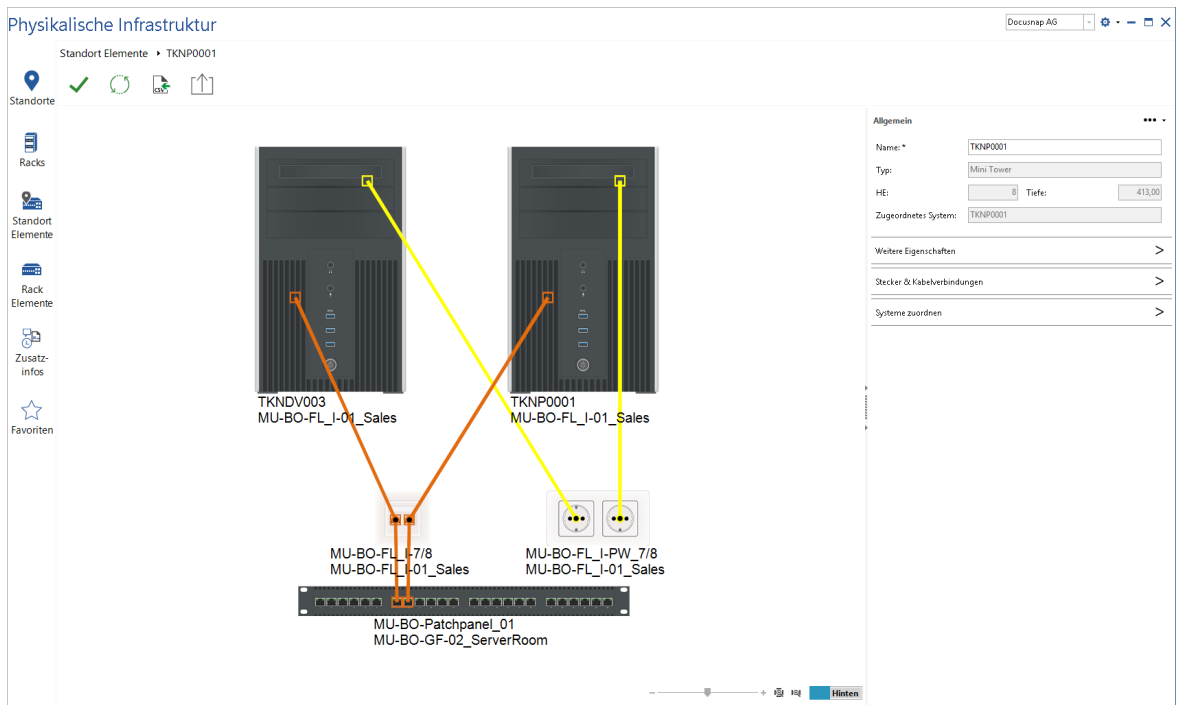 Physikalische Infrastruktur
Docusnap AG
Standort Elemente TKNP0001
Standorte
CSV
Racks
Standort
Elemente
Rack
Elemente
Zusatz-
infos
Favoriten
TKNDV003
MU-BO-FL_I-01_Sales
TKNP0001
MU-BO-FL_I-01_Sales
MU-BO-FL_I-7/8
MU-BO-FL_I-01_Sales
MU-BO-FL_I-PW_7/8
MU-BO-FL_I-01_Sales
MU-BO-Patchpanel_01
MU-BO-GF-02_ServerRoom
Hinten
Allgemein
Name: * TKNP0001
Typ: Mini Tower
HE: 8 Tiefe: 413,00
Zugeordnetes System: TKNP0001
Weitere Eigenschaften
Stecker & Kabelverbindungen
Systeme zuordnen